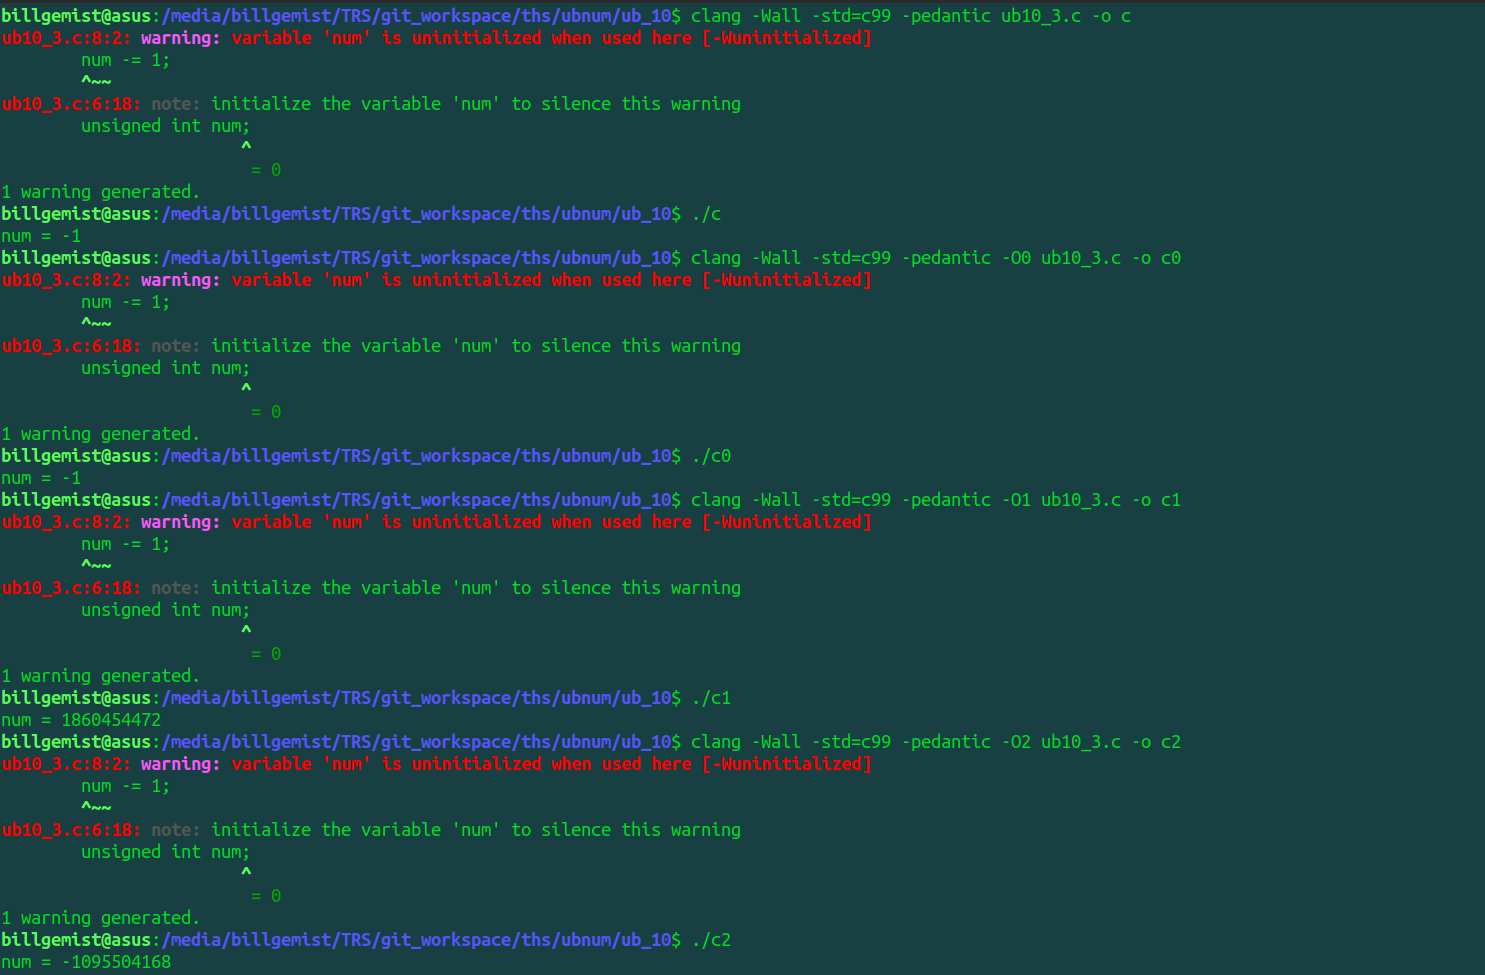 billgemist@asus:/media/billgemist/TRS/git_workspace/ths/ubnum/ub_10$ clang -Wall -std=c99 -pedantic ub10_3.c -o c
ub10_3.c:8:2: warning: variable 'num' is uninitialized when used here [-Wuninitialized]
        num -= 1;
        ^~~
ub10_3.c:6:18: note: initialize the variable 'num' to silence this warning
        unsigned int num;
                        ^
                         = 0
1 warning generated.
billgemist@asus:/media/billgemist/TRS/git_workspace/ths/ubnum/ub_10$ ./c
num = -1
billgemist@asus:/media/billgemist/TRS/git_workspace/ths/ubnum/ub_10$ clang -Wall -std=c99 -pedantic -O0 ub10_3.c -o c0
ub10_3.c:8:2: warning: variable 'num' is uninitialized when used here [-Wuninitialized]
        num -= 1;
        ^~~
ub10_3.c:6:18: note: initialize the variable 'num' to silence this warning
        unsigned int num;
                        ^
                         = 0
1 warning generated.
billgemist@asus:/media/billgemist/TRS/git_workspace/ths/ubnum/ub_10$ ./c0
num = -1
billgemist@asus:/media/billgemist/TRS/git_workspace/ths/ubnum/ub_10$ clang -Wall -std=c99 -pedantic -O1 ub10_3.c -o c1
ub10_3.c:8:2: warning: variable 'num' is uninitialized when used here [-Wuninitialized]
        num -= 1;
        ^~~
ub10_3.c:6:18: note: initialize the variable 'num' to silence this warning
        unsigned int num;
                        ^
                         = 0
1 warning generated.
billgemist@asus:/media/billgemist/TRS/git_workspace/ths/ubnum/ub_10$ ./c1
num = 1860454472
billgemist@asus:/media/billgemist/TRS/git_workspace/ths/ubnum/ub_10$ clang -Wall -std=c99 -pedantic -O2 ub10_3.c -o c2
ub10_3.c:8:2: warning: variable 'num' is uninitialized when used here [-Wuninitialized]
        num -= 1;
        ^~~
ub10_3.c:6:18: note: initialize the variable 'num' to silence this warning
        unsigned int num;
                        ^
                         = 0
1 warning generated.
billgemist@asus:/media/billgemist/TRS/git_workspace/ths/ubnum/ub_10$ ./c2
num = -1095504168